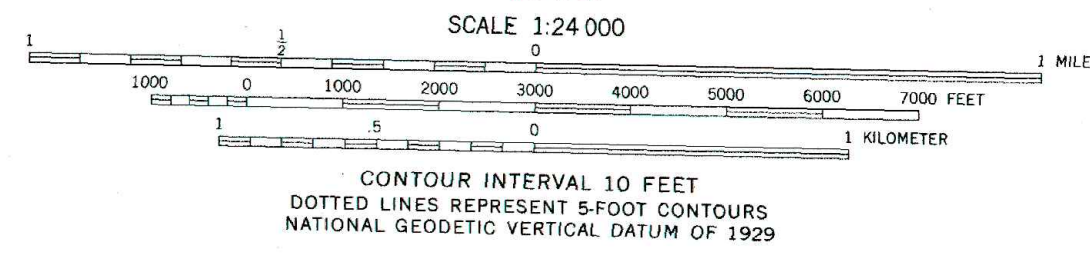 SCALE 1:24 000
1 ½ 0 1 MILE
1000 0 1000 2000 3000 4000 5000 6000 7000 FEET
1 .5 0 1 KILOMETER
CONTOUR INTERVAL 10 FEET
DOTTED LINES REPRESENT 5-FOOT CONTOURS
NATIONAL GEODETIC VERTICAL DATUM OF 1929